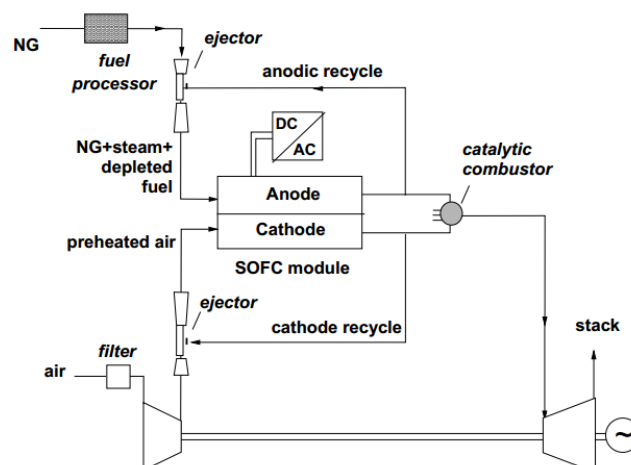 NG
fuel
processor
ejector
anodic recycle
NG+steam+
depleted
fuel
DC
AC
catalytic
combustor
Anode
Cathode
preheated air
SOFC module
ejector
cathode recycle
stack
filter
air
~